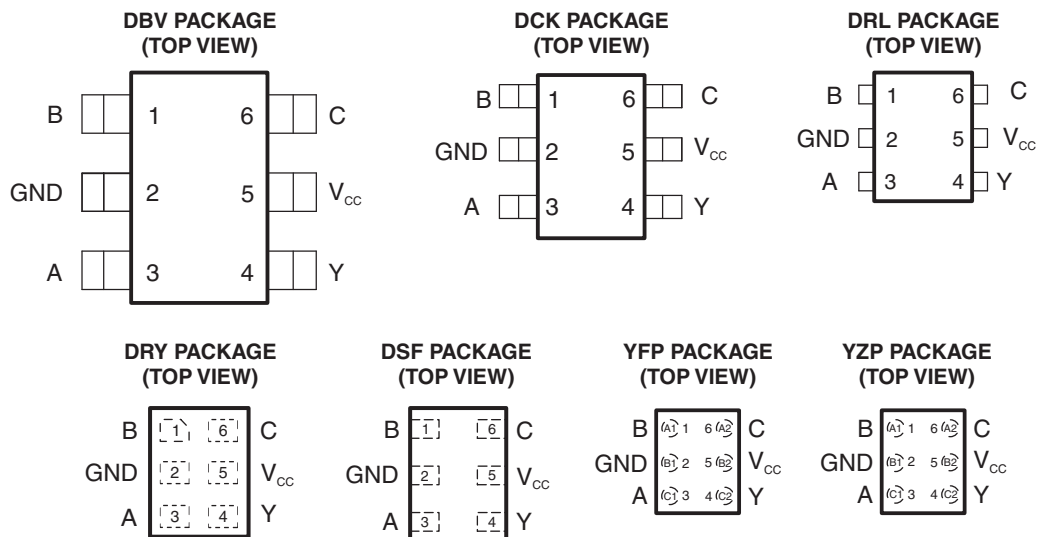 DBV PACKAGE
(TOP VIEW)
B 1 6 C
GND 2 5 VCC
A 3 4 Y
DCK PACKAGE
(TOP VIEW)
B 1 6 C
GND 2 5 VCC
A 3 4 Y
DRL PACKAGE
(TOP VIEW)
B 1 6 C
GND 2 5 VCC
A 3 4 Y
DRY PACKAGE
(TOP VIEW)
B 1 6 C
GND 2 5 VCC
A 3 4 Y
DSF PACKAGE
(TOP VIEW)
B 1 6 C
GND 2 5 VCC
A 3 4 Y
YFP PACKAGE
(TOP VIEW)
B A1 1 6 A2 C
GND B1 2 5 B2 VCC
A C1 3 4 C2 Y
YZP PACKAGE
(TOP VIEW)
B A1 1 6 A2 C
GND B1 2 5 B2 VCC
A C1 3 4 C2 Y